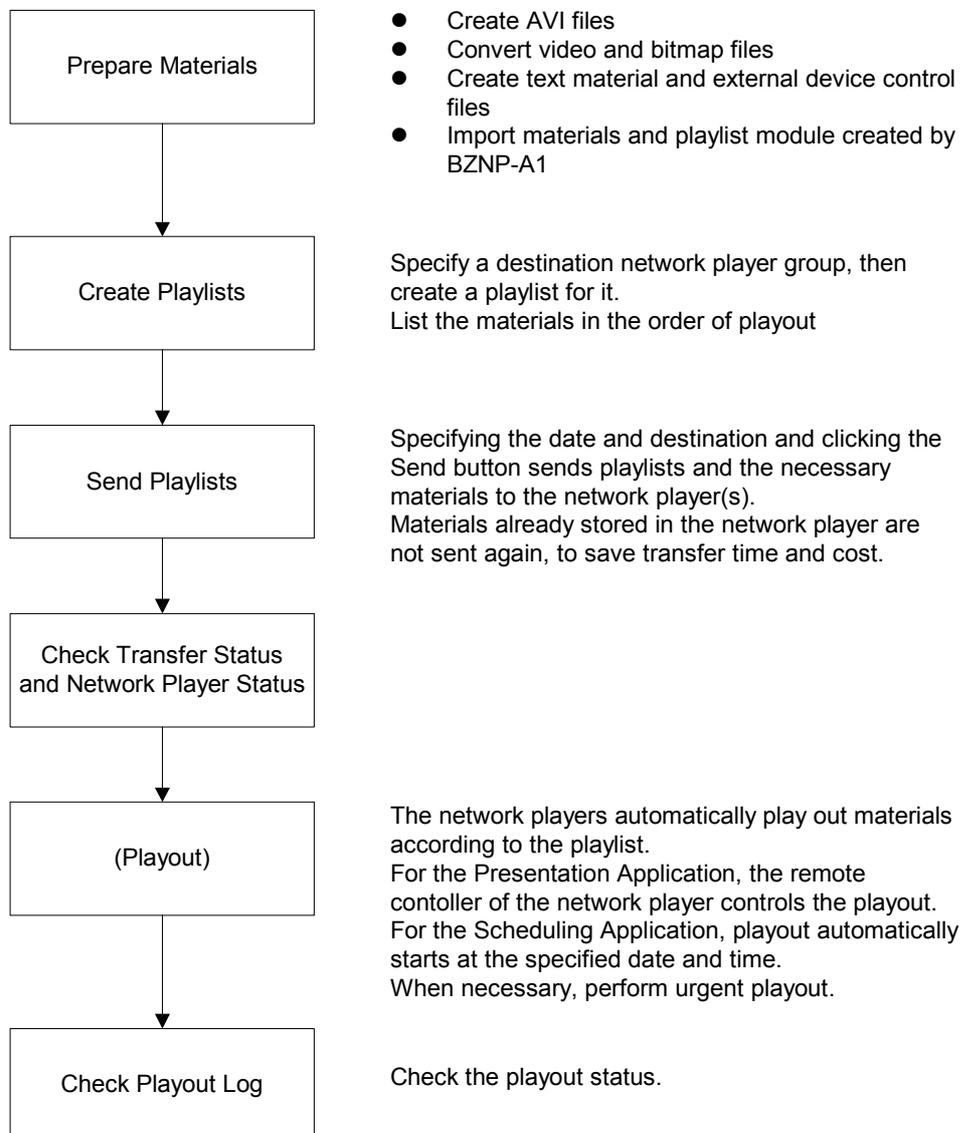 Prepare Materials
● Create AVI files
● Convert video and bitmap files
● Create text material and external device control
files
● Import materials and playlist module created by
BZNP-A1
Create Playlists
Specify a destination network player group, then
create a playlist for it.
List the materials in the order of playout
Send Playlists
Specifying the date and destination and clicking the
Send button sends playlists and the necessary
materials to the network player(s).
Materials already stored in the network player are
not sent again, to save transfer time and cost.
Check Transfer Status
and Network Player Status
(Playout)
The network players automatically play out materials
according to the playlist.
For the Presentation Application, the remote
contoller of the network player controls the playout.
For the Scheduling Application, playout automatically
starts at the specified date and time.
When necessary, perform urgent playout.
Check Playout Log
Check the playout status.